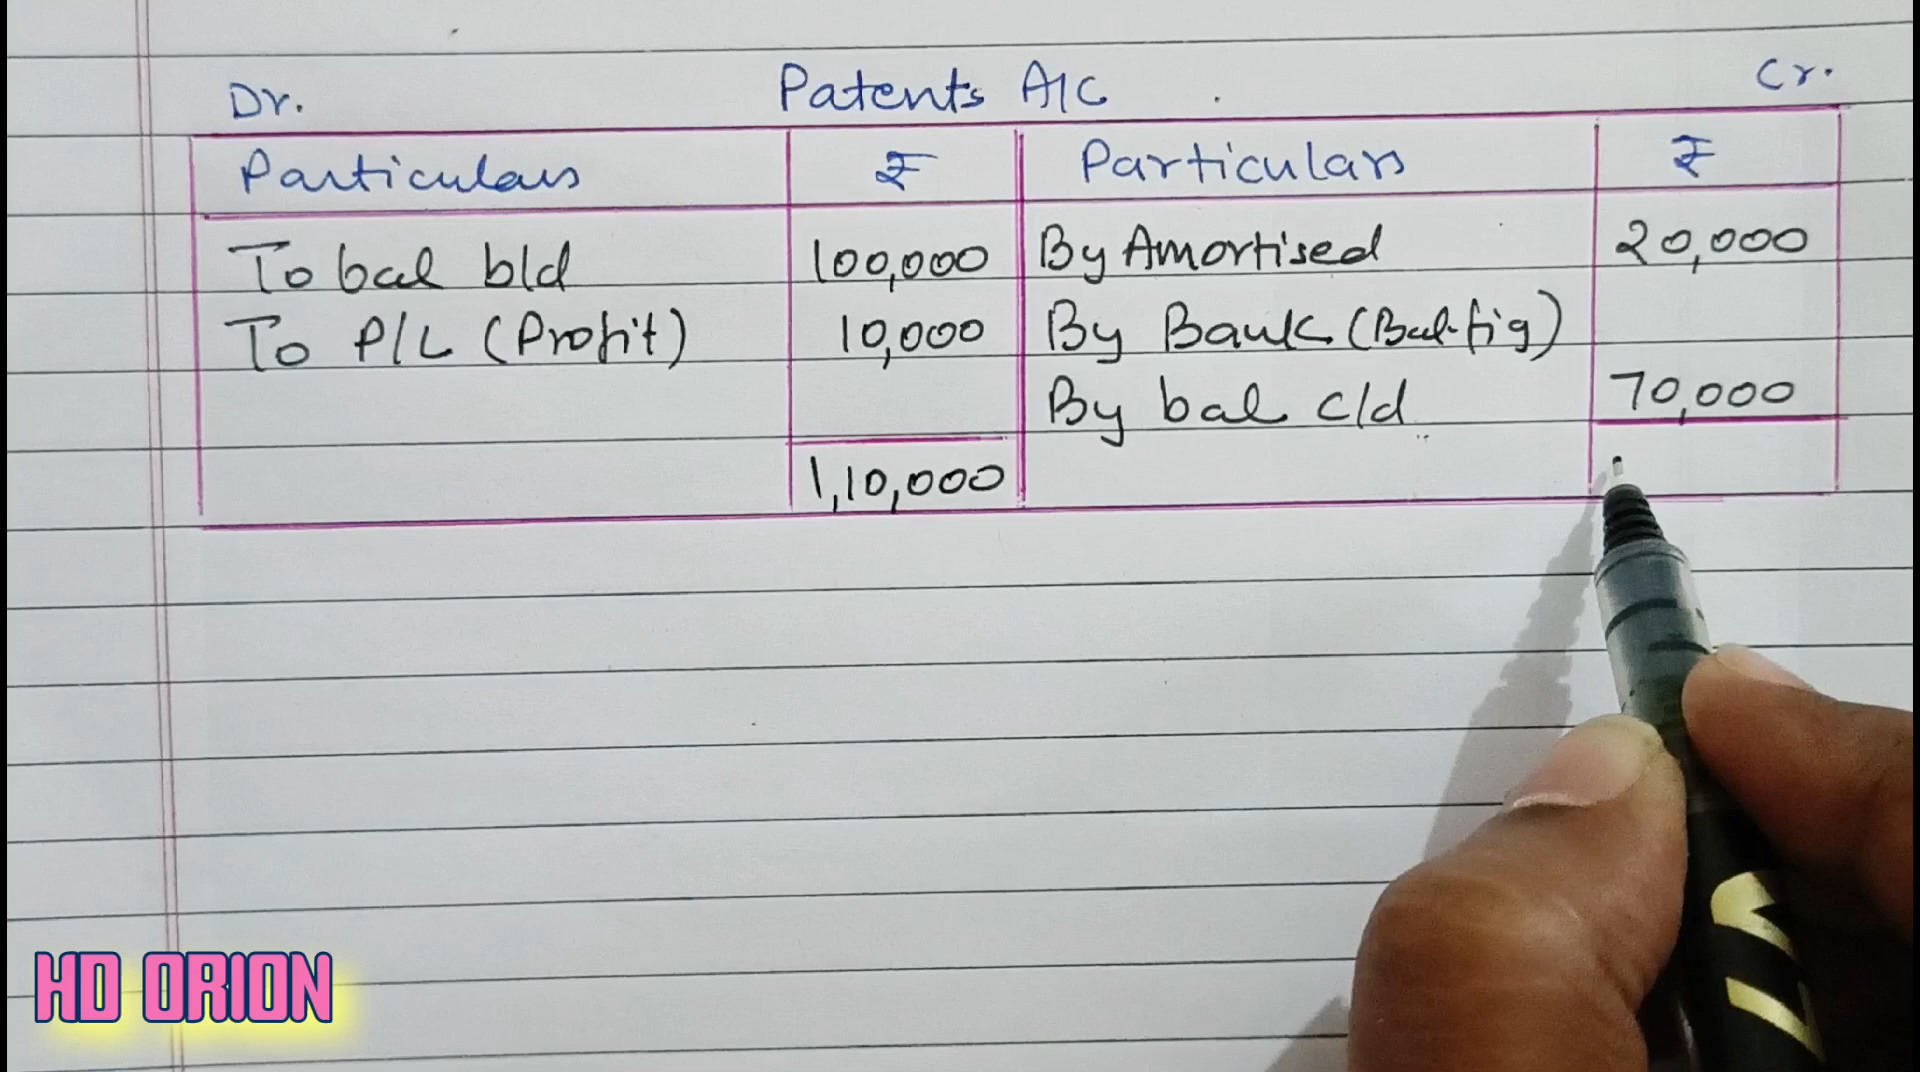 Dr. Patents A/C Cr.
Particulars ₹ Particulars ₹
To bal b/d 100,000 By Amortised 20,000
To P/L (Profit) 10,000 By Bank (Bal.fig)
By bal c/d 70,000
1,10,000
HD ORION